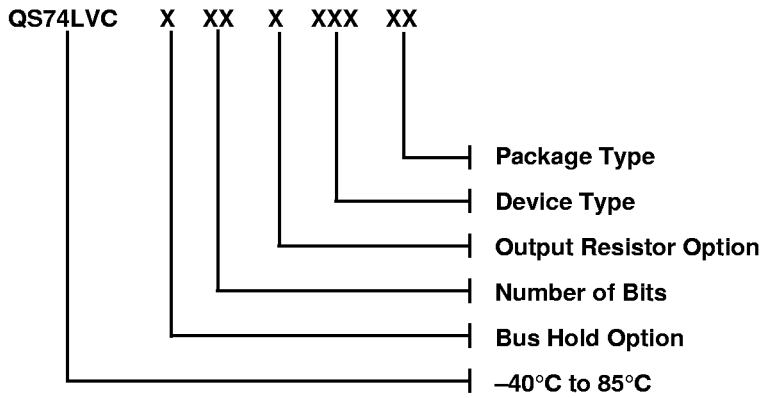 QS74LVC X XX X XXX XX
Package Type
Device Type
Output Resistor Option
Number of Bits
Bus Hold Option
–40°C to 85°C